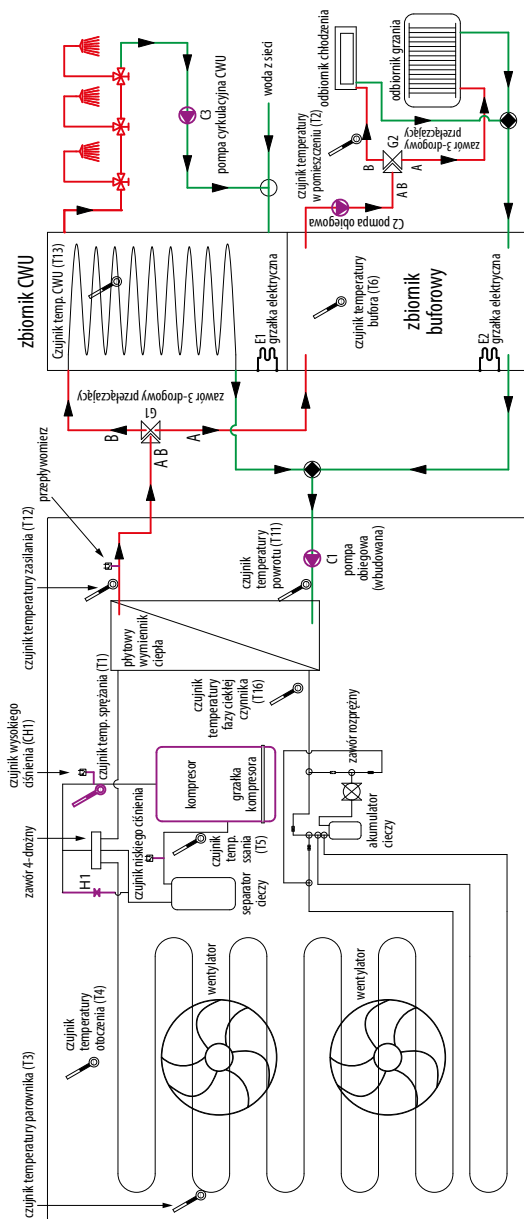 czujnik temperatury parownika (T3)
czujnik
temperatury
otoczenia (T4)
wentylator
wentylator
zawór 4-drożny
czujnik wysokiego
ciśnienia (CH1)
H1
czujnik temp. sprężania (T1)
czujnik niskiego ciśnienia
separator
cieczy
czujnik
temp.
ssania
(T5)
kompresor
grzałka
kompresora
akumulator
cieczy
zawór rozprężny
czujnik
temperatury
fazy ciekłej
czynnika
(T16)
płytowy
wymiennik
ciepła
czujnik temperatury zasilania (T12)
przepływomierz
czujnik
temperatury
powrotu (T11)
C1
pompa
obiegowa
(wbudowana)
A B
B
A
G1
zawór 3-drogowy przełączający
zbiornik CWU
Czujnik temp. CWU (T13)
E1
grzałka elektryczna
czujnik temperatury
bufora (T6)
zbiornik
buforowy
E2
grzałka elektryczna
C3
pompa cyrkulacyjna CWU
woda z sieci
C2 pompa obiegowa
czujnik temperatury
w pomieszczeniu (T2)
A B
B
A
G2
zawór 3-drogowy
przełączający
odbiornik chłodzenia
odbiornik grzania